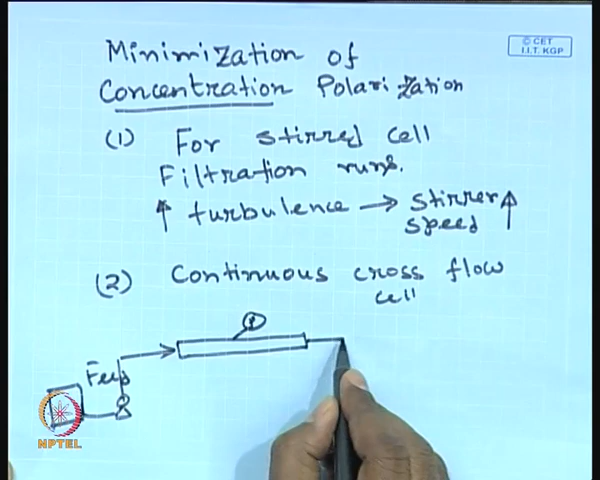 Minimization of
Concentration Polarization
© CET
I.I.T. KGP
(1) For stirred cell
Filtration runs.
↑ turbulence → stirrer speed ↑
(2) Continuous cross flow
cell
P
Feed
NPTEL